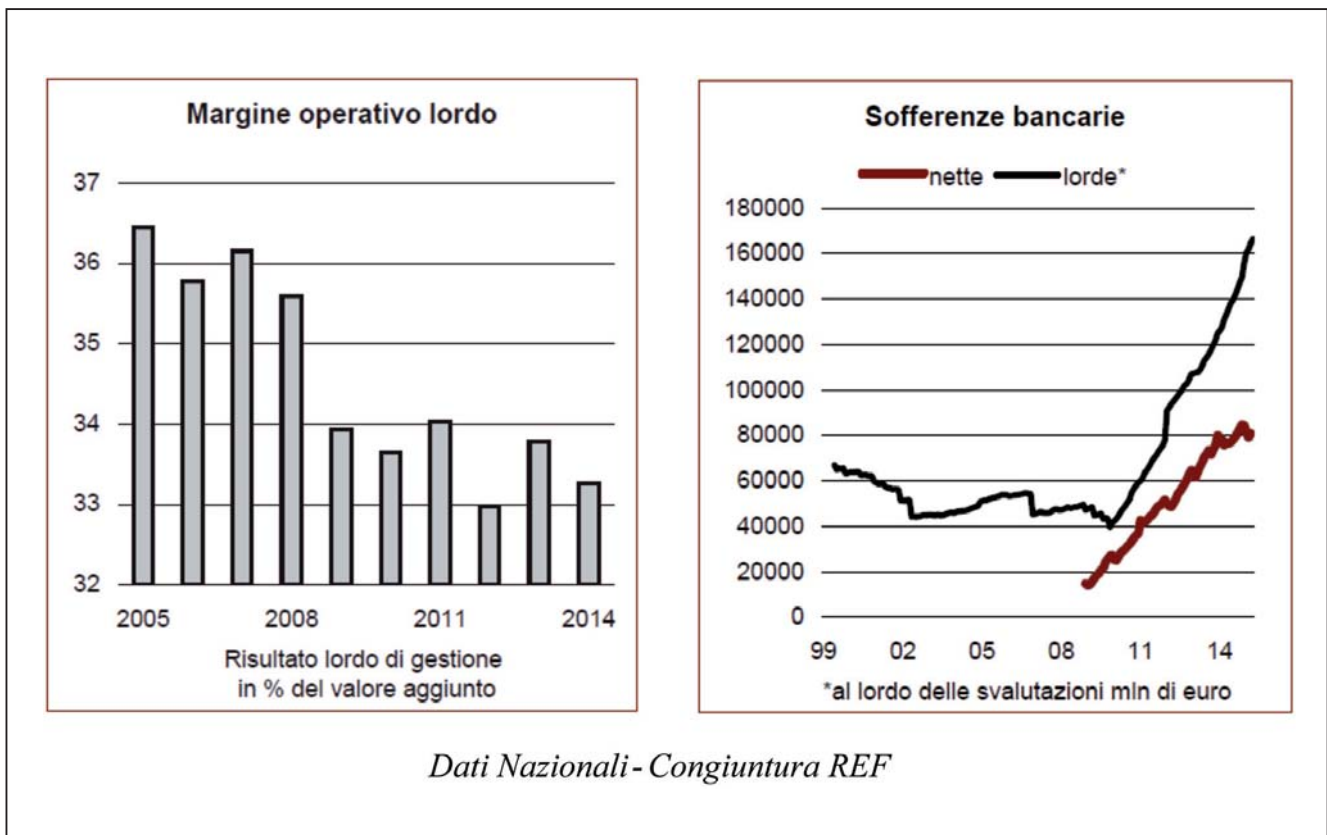 Margine operativo lordo
37
36
35
34
33
32
2005 2008 2011 2014
Risultato lordo di gestione
in % del valore aggiunto
Sofferenze bancarie
nette lorde*
180000
160000
140000
120000
100000
80000
60000
40000
20000
0
99 02 05 08 11 14
*al lordo delle svalutazioni mln di euro
Dati Nazionali - Congiuntura REF